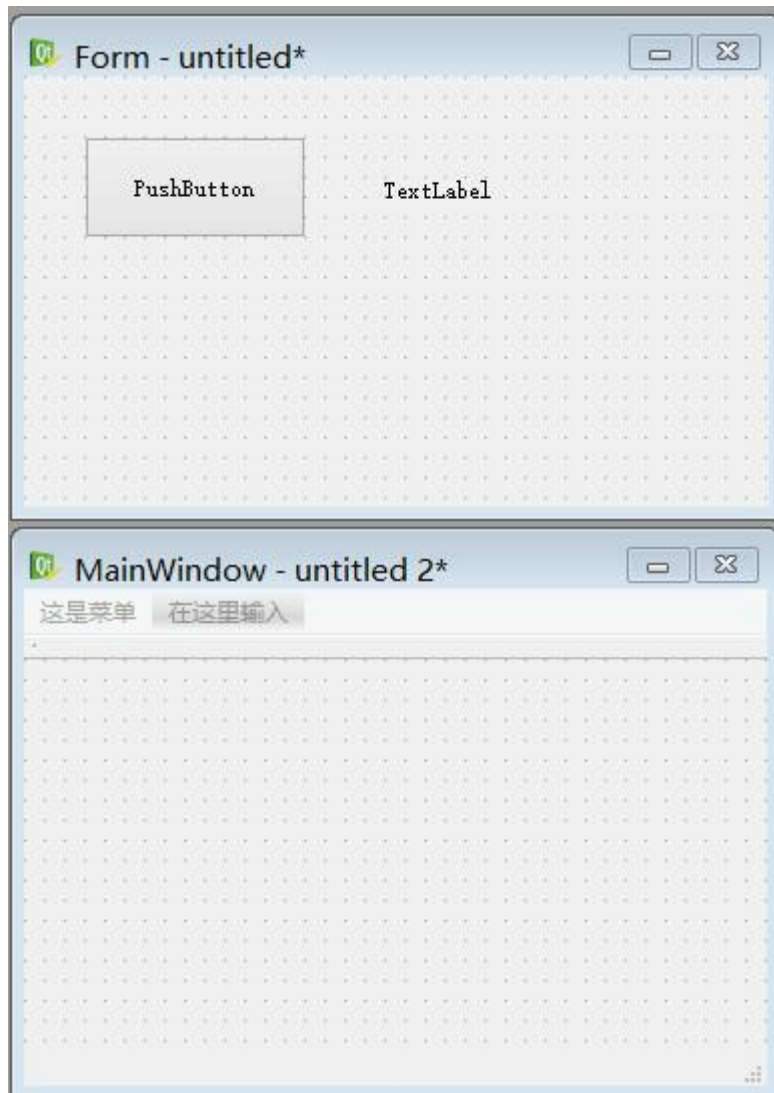 Form - untitled*
PushButton
TextLabel
MainWindow - untitled 2*
这是菜单 在这里输入